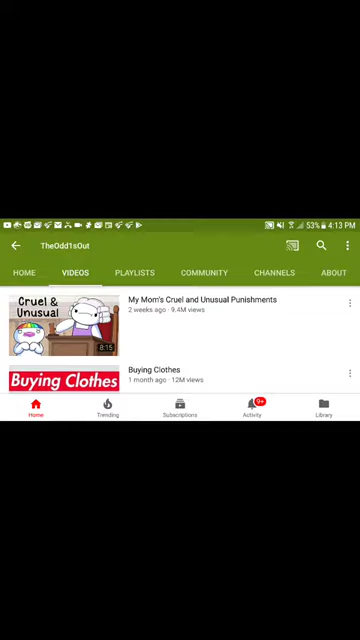 53% 4:13 PM
TheOdd1sOut
HOME VIDEOS PLAYLISTS COMMUNITY CHANNELS ABOUT
Cruel &
Unusual
8:15
My Mom's Cruel and Unusual Punishments
2 weeks ago · 9.4M views
Buying Clothes
Buying Clothes
1 month ago · 12M views
9+
Home Trending Subscriptions Activity Library